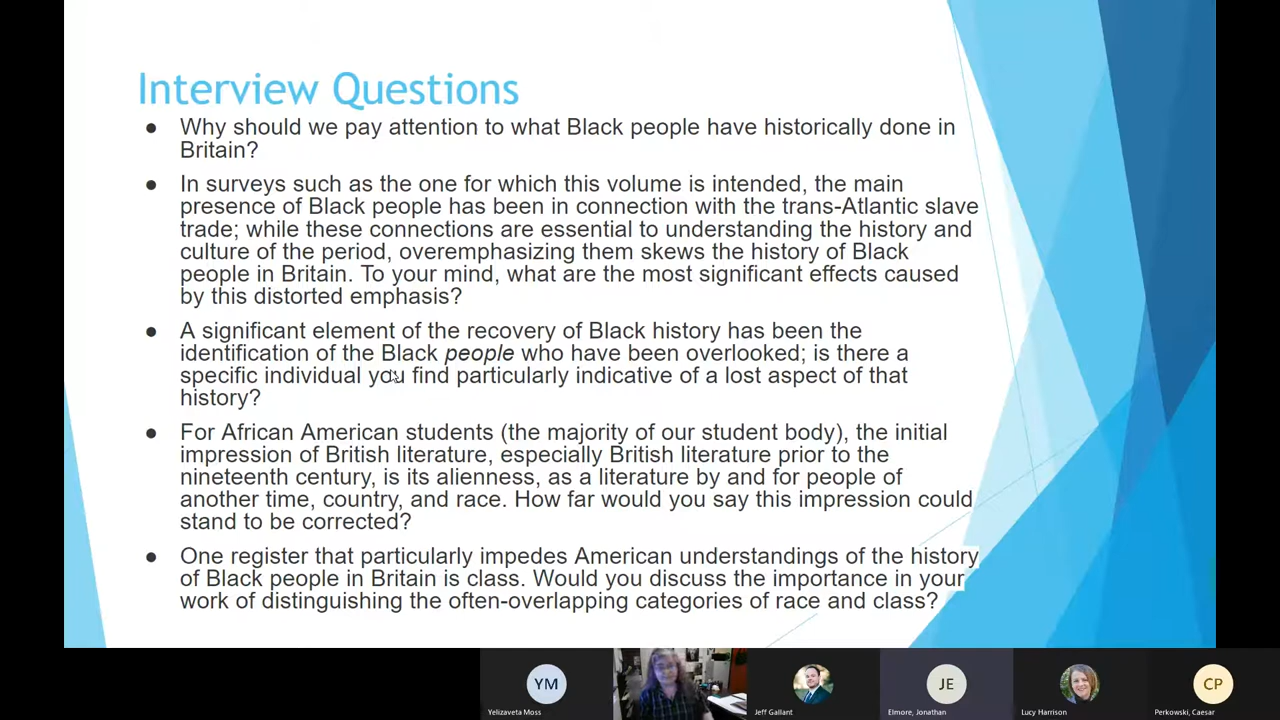 Interview Questions
● Why should we pay attention to what Black people have historically done in
Britain?
● In surveys such as the one for which this volume is intended, the main
presence of Black people has been in connection with the trans-Atlantic slave
trade; while these connections are essential to understanding the history and
culture of the period, overemphasizing them skews the history of Black
people in Britain. To your mind, what are the most significant effects caused
by this distorted emphasis?
● A significant element of the recovery of Black history has been the
identification of the Black people who have been overlooked; is there a
specific individual you find particularly indicative of a lost aspect of that
history?
● For African American students (the majority of our student body), the initial
impression of British literature, especially British literature prior to the
nineteenth century, is its alienness, as a literature by and for people of
another time, country, and race. How far would you say this impression could
stand to be corrected?
● One register that particularly impedes American understandings of the history
of Black people in Britain is class. Would you discuss the importance in your
work of distinguishing the often-overlapping categories of race and class?
YM
JE
CP
Yelizaveta Moss
Jeff Gallant
Elmore, Jonathan
Lucy Harrison
Perkowski, Caesar